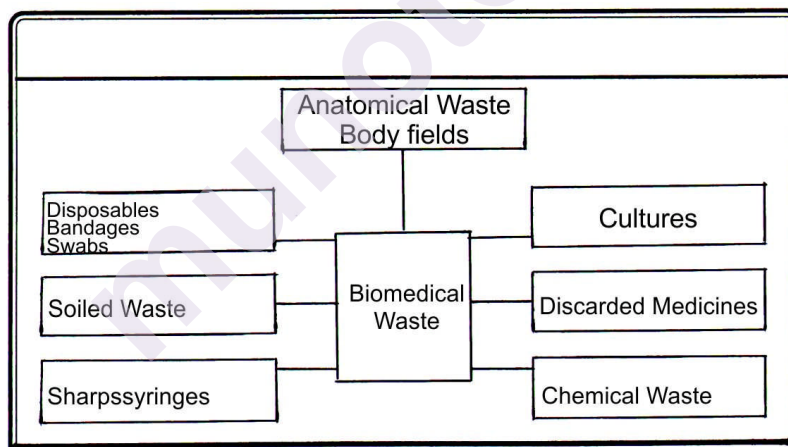 Anatomical Waste
Body fields
Disposables
Bandages
Swabs
Cultures
Biomedical
Waste
Soiled Waste
Discarded Medicines
Sharpssyringes
Chemical Waste